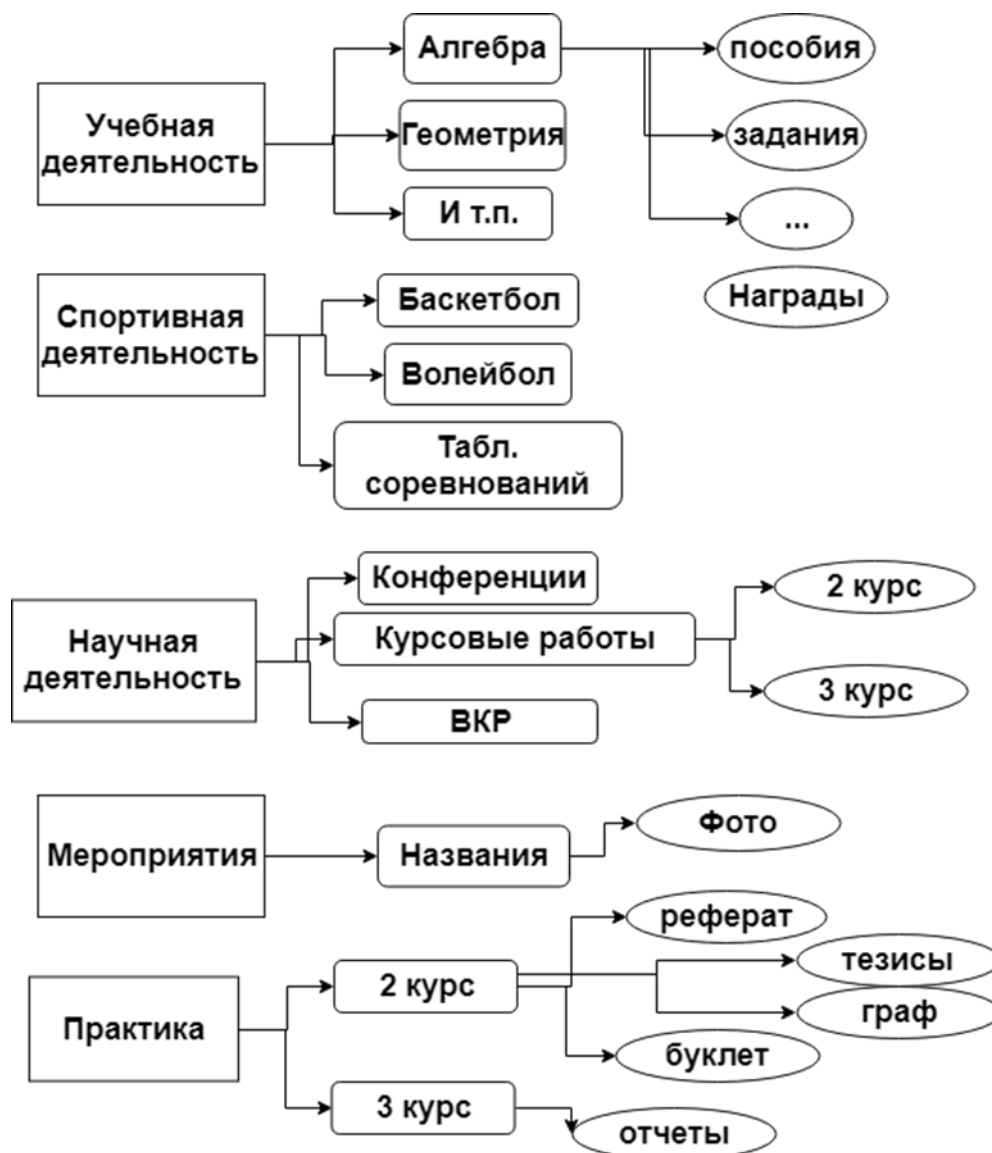 Учебная
деятельность
Алгебра
Геометрия
И т.п.
пособия
задания
...
Награды
Спортивная
деятельность
Баскетбол
Волейбол
Табл.
соревнований
Научная
деятельность
Конференции
Курсовые работы
ВКР
2 курс
3 курс
Мероприятия
Названия
Фото
Практика
2 курс
реферат
тезисы
граф
буклет
3 курс
отчеты